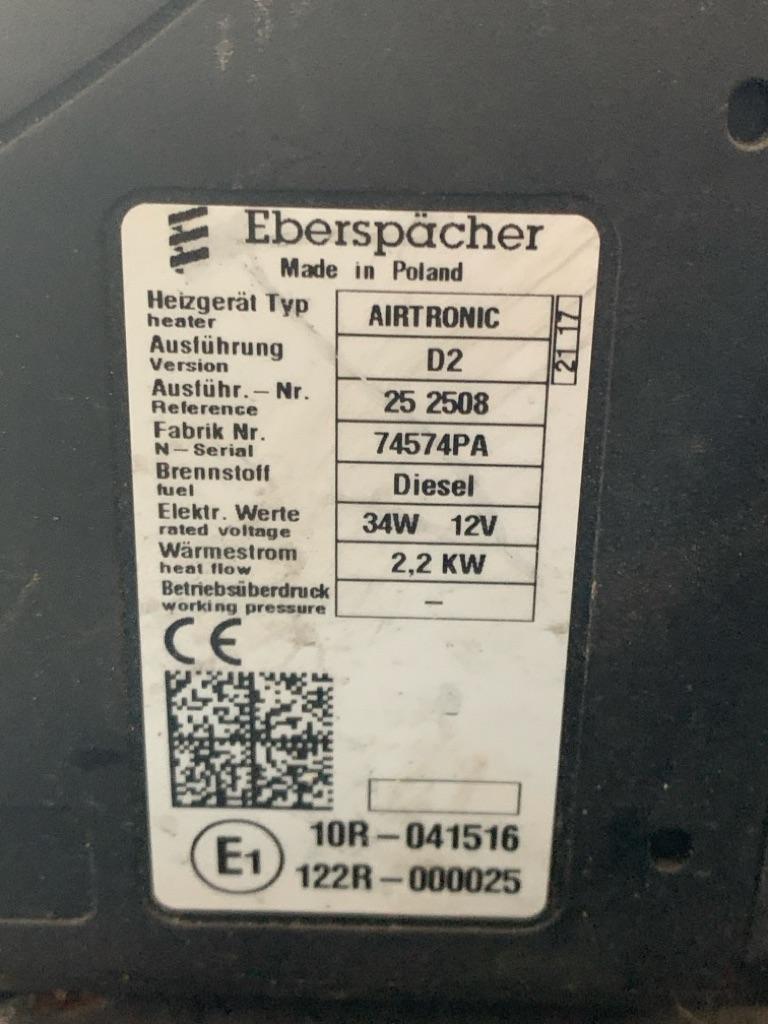 Eberspächer
Made in Poland
Heizgerät Typ
heater
AIRTRONIC
21 17
Ausführung
Version
D2
Ausführ.-Nr.
Reference
25 2508
Fabrik Nr.
N-Serial
74574PA
Brennstoff
fuel
Diesel
Elektr. Werte
rated voltage
34W 12V
Wärmestrom
heat flow
2,2 KW
Betriebsüberdruck
working pressure
–
CE
E1
10R-041516
122R-000025